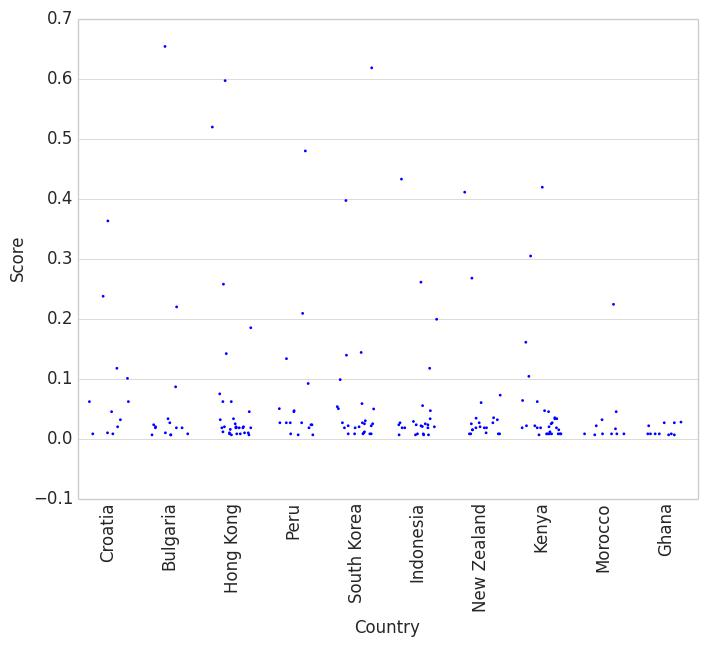 0.7
0.6
0.5
0.4
0.3
0.2
0.1
0.0
−0.1
Score
Croatia
Bulgaria
Hong Kong
Peru
South Korea
Indonesia
New Zealand
Kenya
Morocco
Ghana
Country